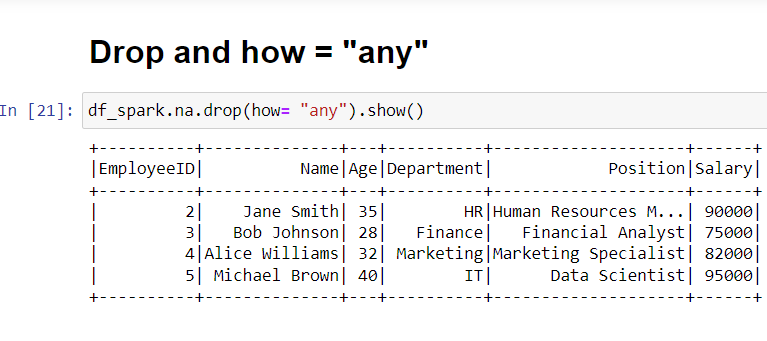 Drop and how = "any"
In [21]: df_spark.na.drop(how= "any").show()
+----------+--------------+---+----------+--------------------+------+
|EmployeeID|          Name|Age|Department|            Position|Salary|
+----------+--------------+---+----------+--------------------+------+
|         2|    Jane Smith| 35|        HR|Human Resources M...| 90000|
|         3|   Bob Johnson| 28|   Finance|   Financial Analyst| 75000|
|         4|Alice Williams| 32| Marketing|Marketing Specialist| 82000|
|         5| Michael Brown| 40|        IT|      Data Scientist| 95000|
+----------+--------------+---+----------+--------------------+------+